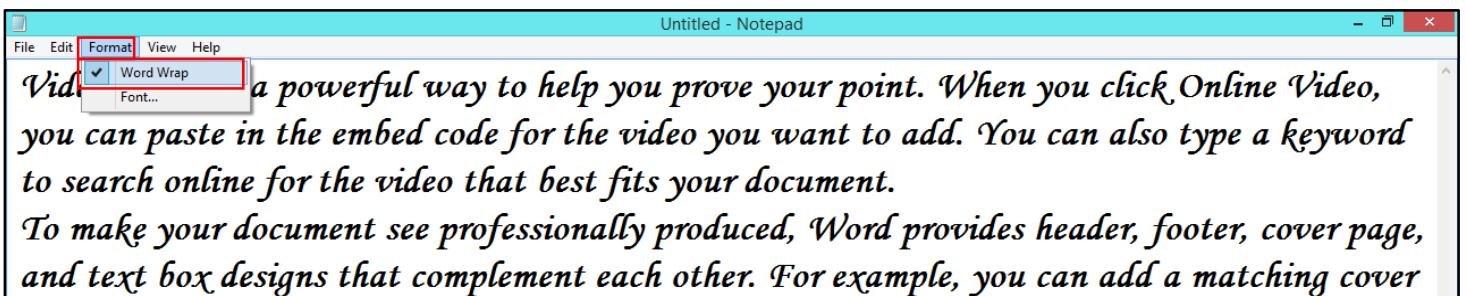 Untitled - Notepad
File Edit Format View Help
Word Wrap
Font...
a powerful way to help you prove your point. When you click Online Video,
you can paste in the embed code for the video you want to add. You can also type a keyword
to search online for the video that best fits your document.
To make your document see professionally produced, Word provides header, footer, cover page,
and text box designs that complement each other. For example, you can add a matching cover